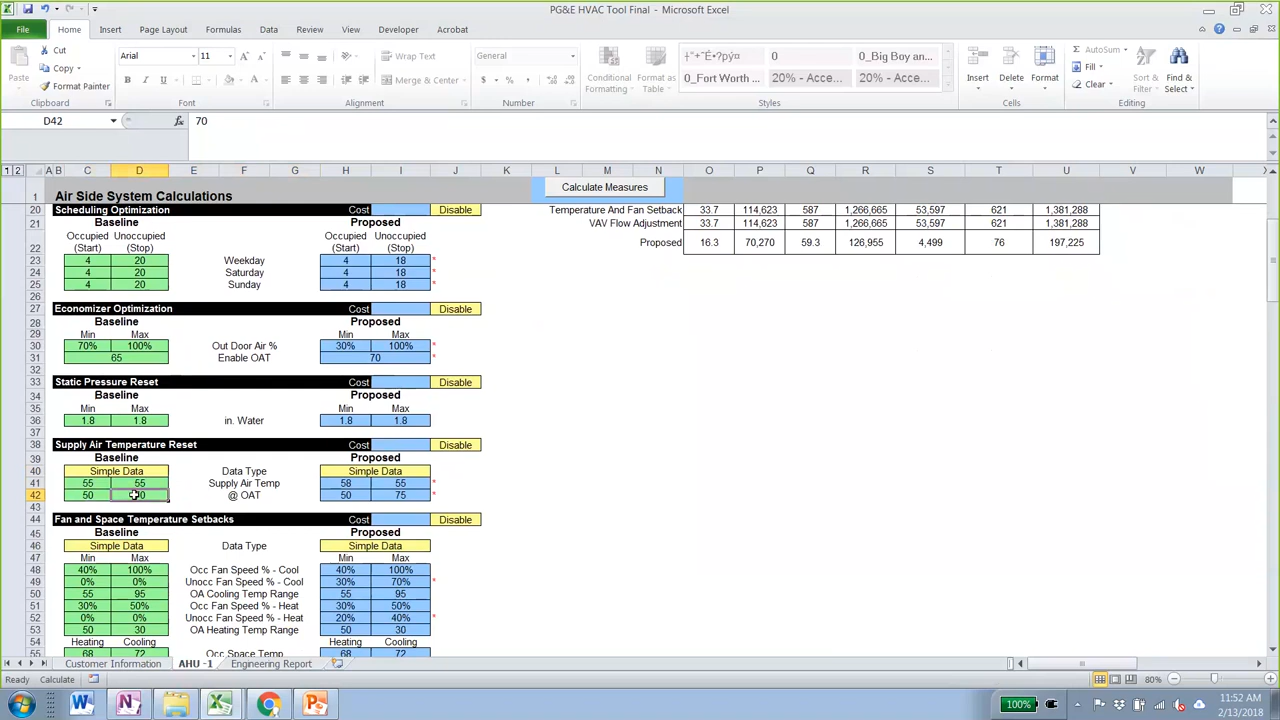 PG&E HVAC Tool Final - Microsoft Excel
File Home Insert Page Layout Formulas Data Review View Developer Acrobat
Cut Arial 11 Wrap Text General 0 0_Big Boy an... AutoSum
Paste Copy Merge & Center Conditional Formatting Format as Table 0_Fort Worth ... 20% - Acce... 20% - Acce... Insert Delete Format Fill Sort & Filter Find & Select
Format Painter Clear
Clipboard Font Alignment Number Styles Cells Editing
D42 fx 70
1 2 A B C D E F G H I J K L M N O P Q R S T U V W X
1 Air Side System Calculations Calculate Measures
20 Scheduling Optimization Cost Disable Temperature And Fan Setback 33.7 114,623 587 1,266,665 53,597 621 1,381,288
21 Baseline Proposed VAV Flow Adjustment 33.7 114,623 587 1,266,665 53,597 621 1,381,288
22 Occupied (Start) Unoccupied (Stop) Occupied (Start) Unoccupied (Stop) Proposed 16.3 70,270 59.3 126,955 4,499 76 197,225
23 4 20 Weekday 4 18 *
24 4 20 Saturday 4 18 *
25 4 20 Sunday 4 18 *
26
27 Economizer Optimization Cost Disable
28 Baseline Proposed
29 Min Max Min Max
30 70% 100% Out Door Air % 30% 100% *
31 65 Enable OAT 70 *
32
33 Static Pressure Reset Cost Disable
34 Baseline Proposed
35 Min Max Min Max
36 1.8 1.8 in. Water 1.8 1.8
37
38 Supply Air Temperature Reset Cost Disable
39 Baseline Proposed
40 Simple Data Data Type Simple Data
41 55 55 Supply Air Temp 58 55 *
42 50 @ OAT 50 75 *
43
44 Fan and Space Temperature Setbacks Cost Disable
45 Baseline Proposed
46 Simple Data Data Type Simple Data
47 Min Max Min Max
48 40% 100% Occ Fan Speed % - Cool 40% 100%
49 0% 0% Unocc Fan Speed % - Cool 30% 70% *
50 55 95 OA Cooling Temp Range 55 95
51 30% 50% Occ Fan Speed % - Heat 30% 50%
52 0% 0% Unocc Fan Speed % - Heat 20% 40% *
53 50 30 OA Heating Temp Range 50 30
54 Heating Cooling Heating Cooling
55 68 72 Occ Space Temp 68 72
Customer Information AHU -1 Engineering Report
Ready Calculate 80%
100% 11:52 AM
2/13/2018